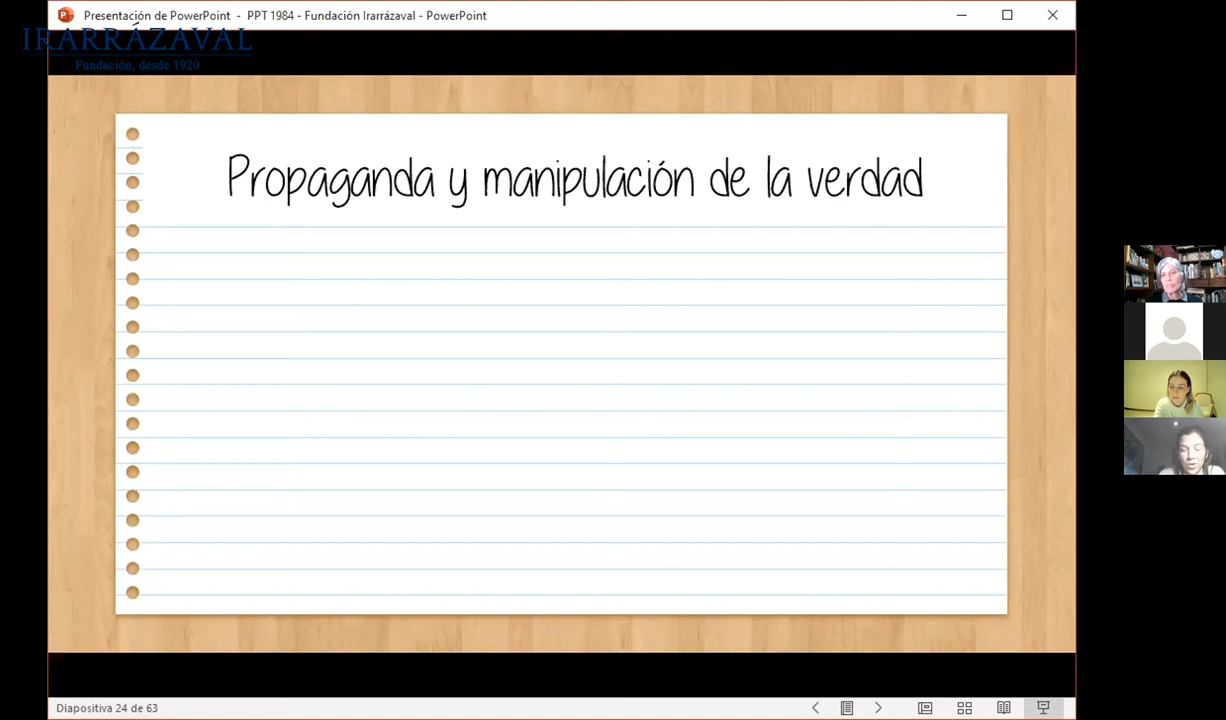 Presentación de PowerPoint - PPT 1984 - Fundación Irarrázaval - PowerPoint
IRARRÁZAVAL
Fundación, desde 1920
Propaganda y manipulación de la verdad
Diapositiva 24 de 63